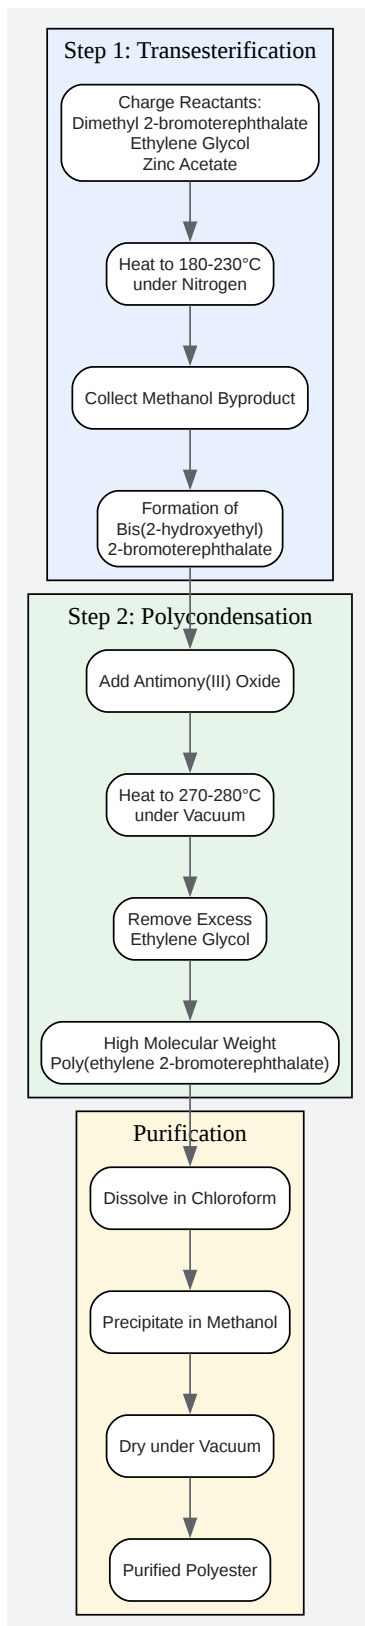 Step 1: Transesterification
Charge Reactants:
Dimethyl 2-bromoterephthalate
Ethylene Glycol
Zinc Acetate
Heat to 180-230°C
under Nitrogen
Collect Methanol Byproduct
Formation of
Bis(2-hydroxyethyl)
2-bromoterephthalate
Step 2: Polycondensation
Add Antimony(III) Oxide
Heat to 270-280°C
under Vacuum
Remove Excess
Ethylene Glycol
High Molecular Weight
Poly(ethylene 2-bromoterephthalate)
Purification
Dissolve in Chloroform
Precipitate in Methanol
Dry under Vacuum
Purified Polyester